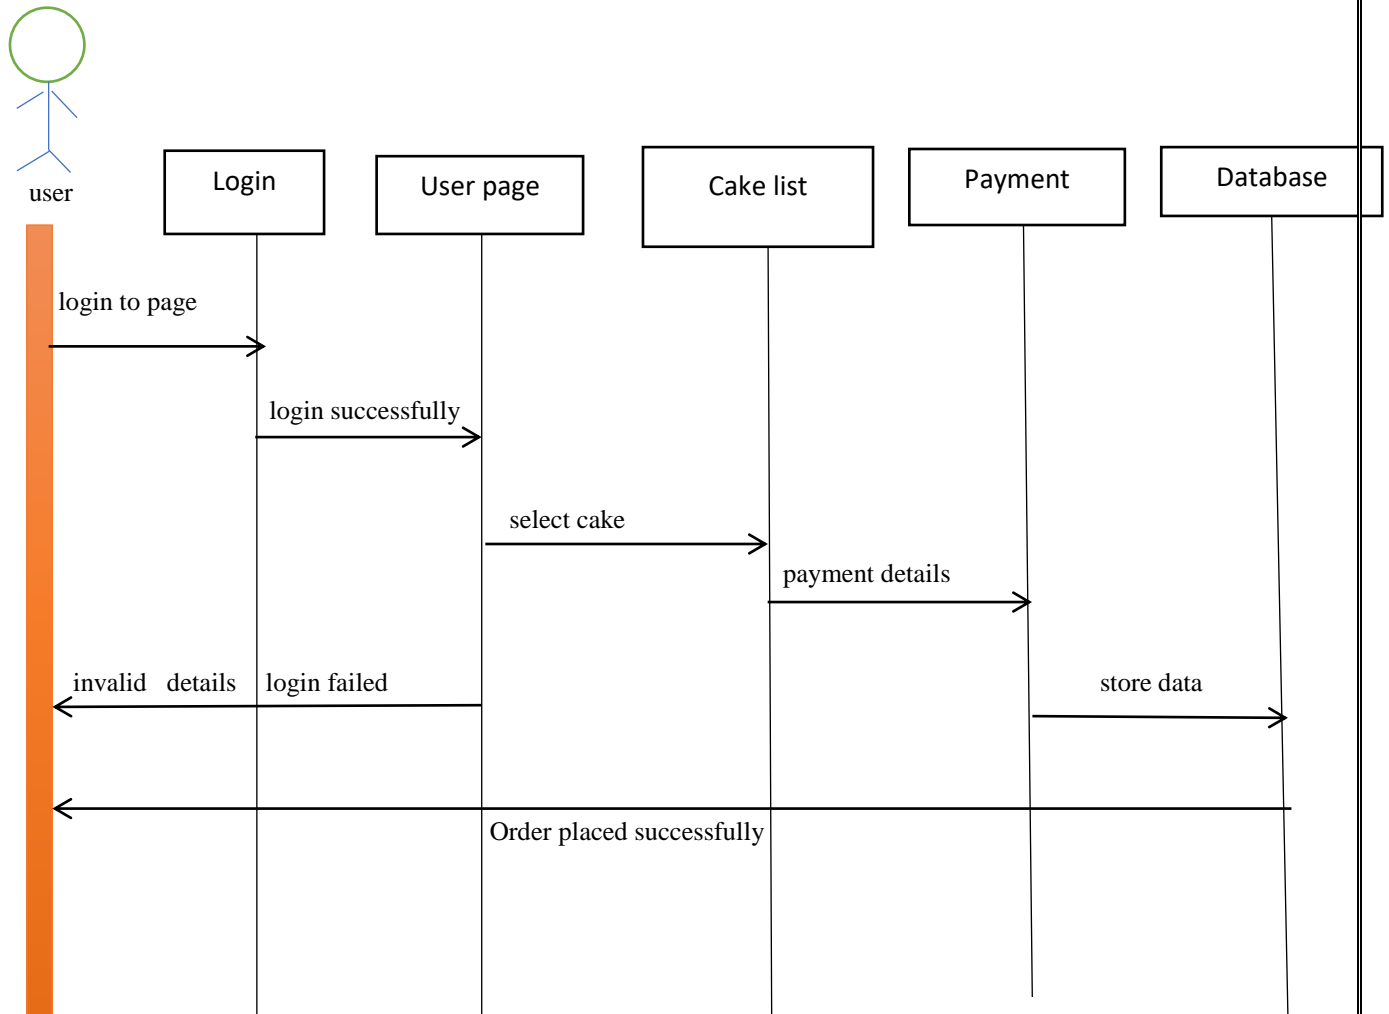 user
Login
User page
Cake list
Payment
Database
login to page
login successfully
select cake
payment details
invalid details login failed
store data
Order placed successfully